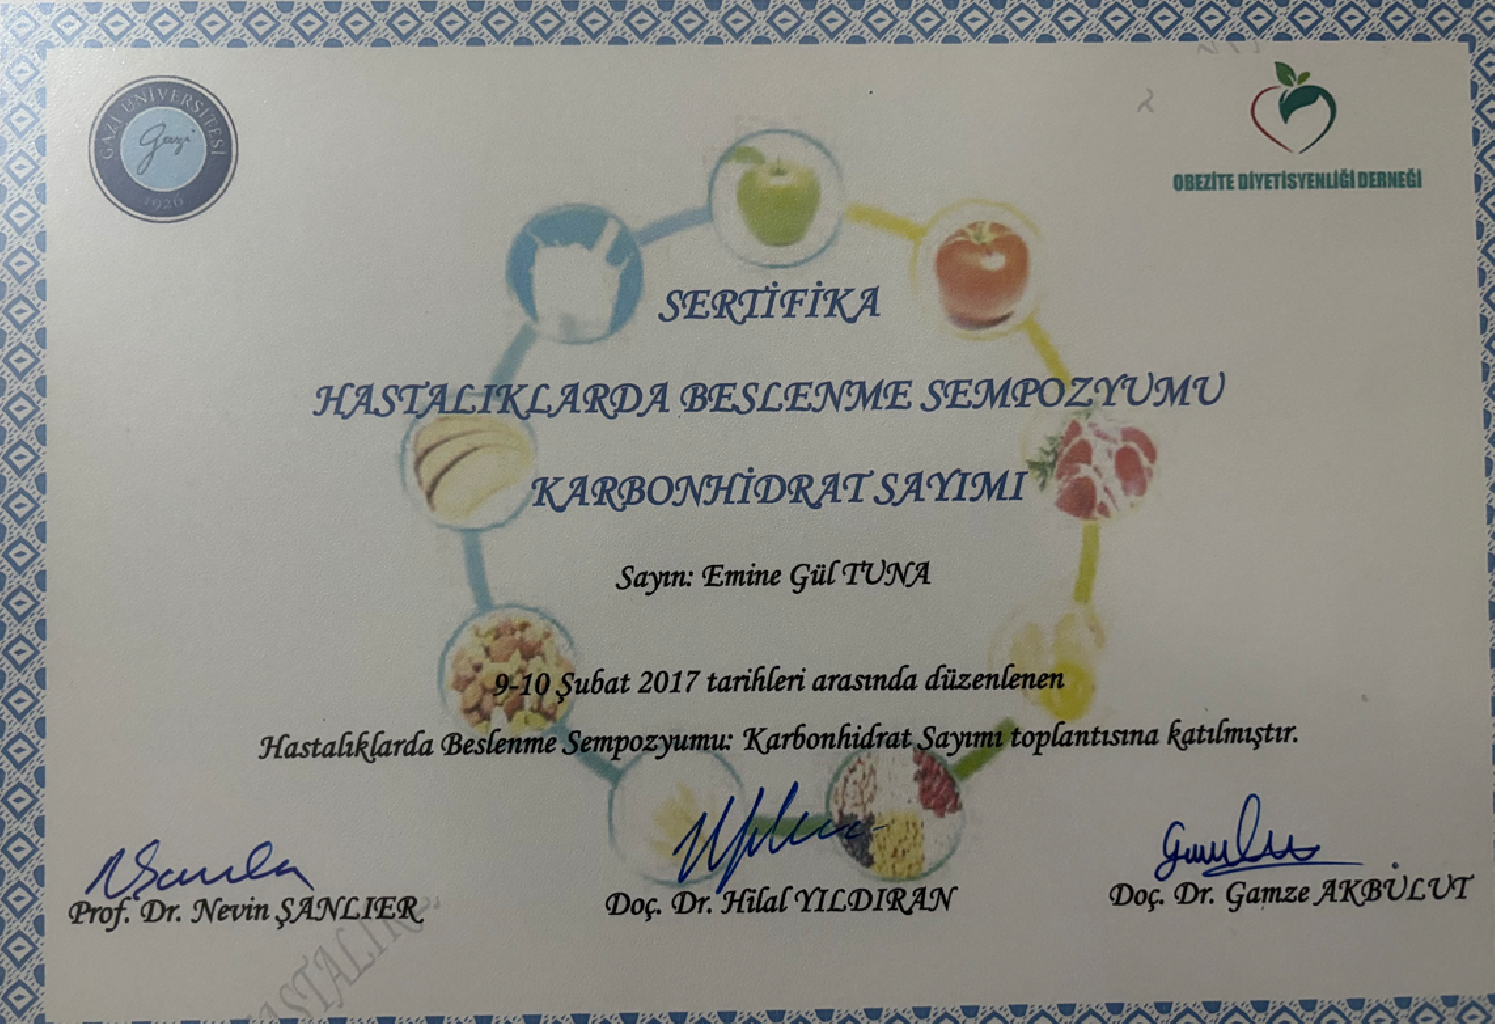 GAZİ ÜNİVERSİTESİ
Gazi
1926
OBEZİTE DİYETİSYENLİĞİ DERNEĞİ
SERTİFİKA
HASTALIKLARDA BESLENME SEMPOZYUMU
KARBONHİDRAT SAYIMI
Sayın: Emine Gül TUNA
9-10 Şubat 2017 tarihleri arasında düzenlenen
Hastalıklarda Beslenme Sempozyumu: Karbonhidrat Sayımı toplantısına katılmıştır.
Prof. Dr. Nevin ŞANLIER
Doç. Dr. Hilal YILDIRAN
Doç. Dr. Gamze AKBULUT